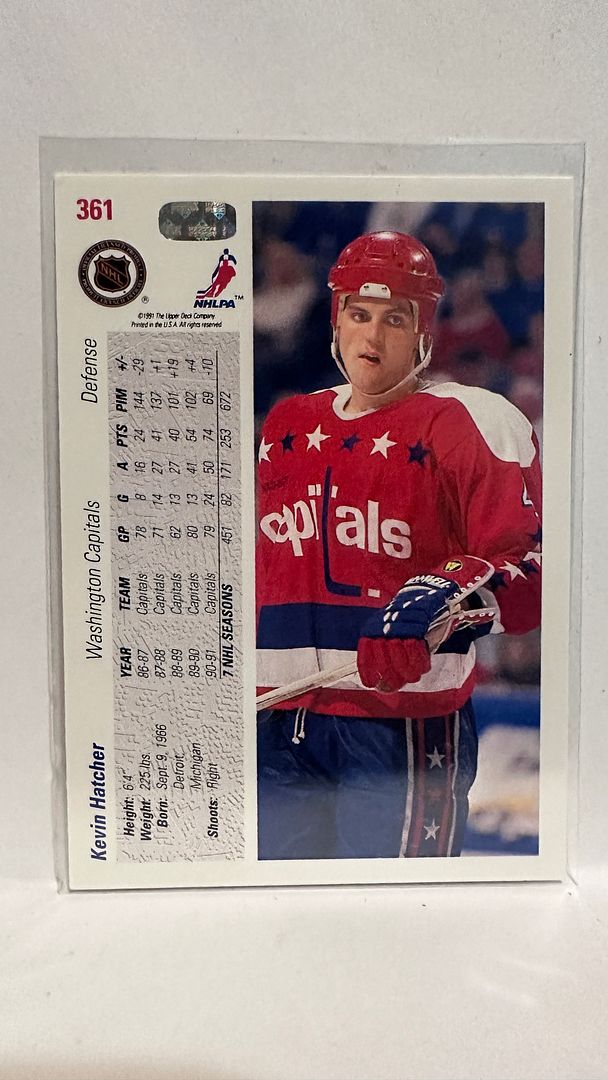 361
NHL
®
NHLPA™
©1991 The Upper Deck Company
Printed in the U.S.A. All rights reserved
Kevin Hatcher Washington Capitals Defense
Height: 6'4"
Weight: 225 lbs.
Born: Sept. 9, 1966
Detroit,
Michigan
Shoots: Right
YEAR TEAM GP G A PTS PIM +/-
86-87 Capitals 78 8 16 24 144 -29
87-88 Capitals 71 14 27 41 137 +1
88-89 Capitals 62 13 27 40 101 +19
89-90 Capitals 80 13 41 54 102 +4
90-91 Capitals 79 24 50 74 69 -10
7 NHL SEASONS 451 82 171 253 672
capitals
4